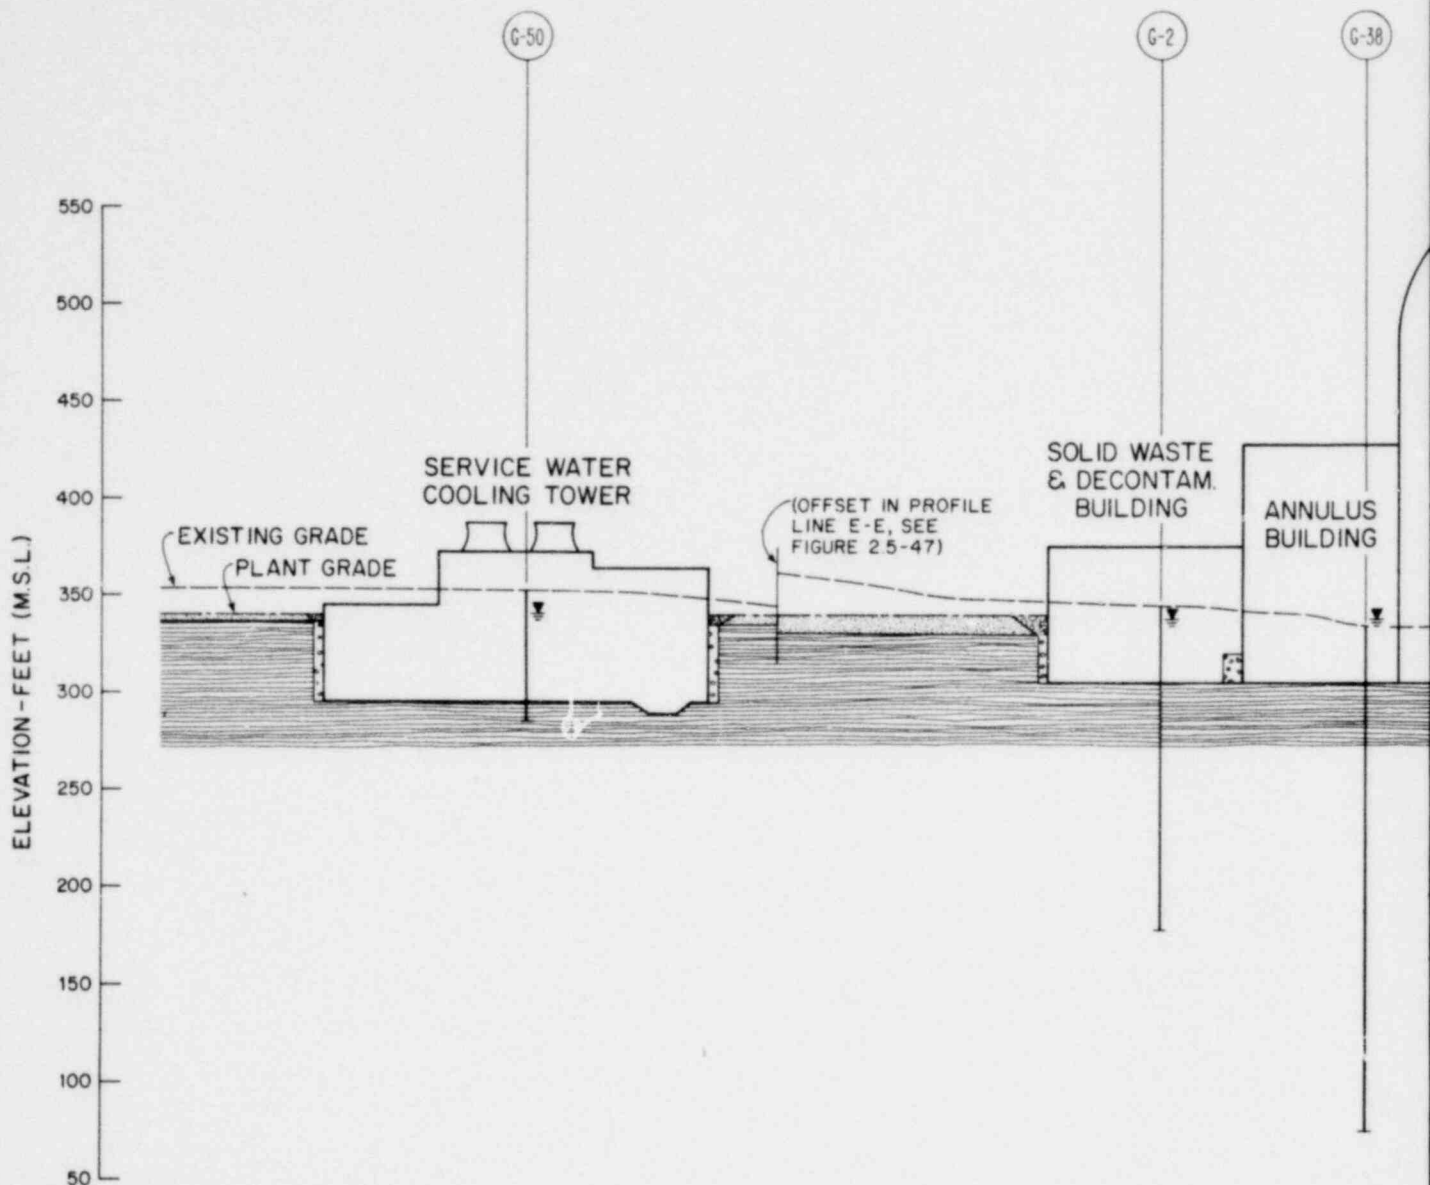 G-50
G-2
G-38
550
500
450
400
350
300
250
200
150
100
50
ELEVATION-FEET (M.S.L.)
EXISTING GRADE
PLANT GRADE
SERVICE WATER
COOLING TOWER
(OFFSET IN PROFILE
LINE E-E, SEE
FIGURE 2.5-47)
SOLID WASTE
& DECONTAM.
BUILDING
ANNULUS
BUILDING